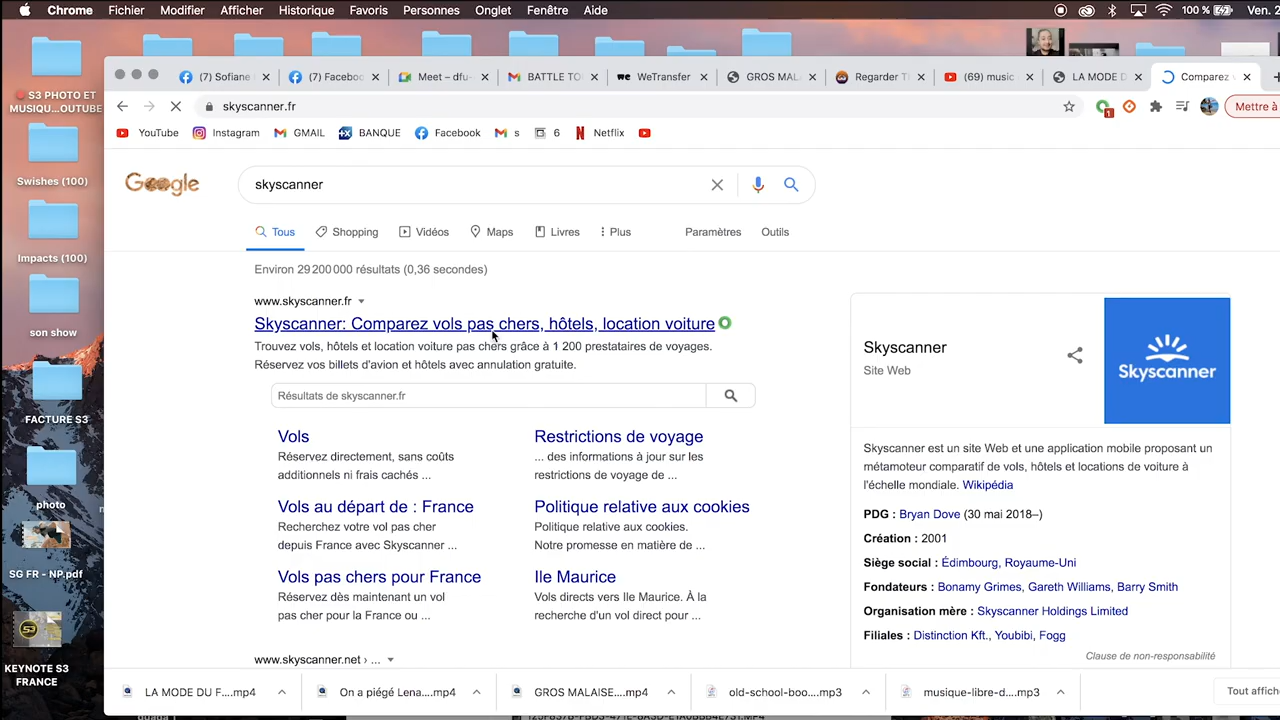 Chrome Fichier Modifier Afficher Historique Favoris Personnes Onglet Fenêtre Aide 100 % Ven. 2
(7) Sofiane
(7) Faceboo
Meet – dfu-
BATTLE TO
WeTransfer
GROS MAL
Regarder T
(69) music
LA MODE D
Comparez v
skyscanner.fr
1
Mettre à
YouTube Instagram GMAIL BANQUE Facebook s 6 Netflix
S3 PHOTO ET
MUSIQU...OUTUBE
Swishes (100)
Impacts (100)
son show
FACTURE S3
photo
SG FR - NP.pdf
KEYNOTE S3
FRANCE
Google
skyscanner
Tous Shopping Vidéos Maps Livres Plus Paramètres Outils
Environ 29 200 000 résultats (0,36 secondes)
www.skyscanner.fr
Skyscanner: Comparez vols pas chers, hôtels, location voiture
Trouvez vols, hôtels et location voiture pas chers grâce à 1 200 prestataires de voyages.
Réservez vos billets d'avion et hôtels avec annulation gratuite.
Résultats de skyscanner.fr
Vols
Réservez directement, sans coûts
additionnels ni frais cachés ...
Restrictions de voyage
... des informations à jour sur les
restrictions de voyage de ...
Vols au départ de : France
Recherchez votre vol pas cher
depuis France avec Skyscanner ...
Politique relative aux cookies
Politique relative aux cookies.
Notre promesse en matière de ...
Vols pas chers pour France
Réservez dès maintenant un vol
pas cher pour la France ou ...
Ile Maurice
Vols directs vers Ile Maurice. À la
recherche d'un vol direct pour ...
www.skyscanner.net › ...
Skyscanner
Site Web
Skyscanner
Skyscanner est un site Web et une application mobile proposant un
métamoteur comparatif de vols, hôtels et locations de voiture à
l'échelle mondiale. Wikipédia
PDG : Bryan Dove (30 mai 2018–)
Création : 2001
Siège social : Édimbourg, Royaume-Uni
Fondateurs : Bonamy Grimes, Gareth Williams, Barry Smith
Organisation mère : Skyscanner Holdings Limited
Filiales : Distinction Kft., Youbibi, Fogg
Clause de non-responsabilité
LA MODE DU F....mp4
On a piégé Lena....mp4
GROS MALAISE....mp4
old-school-boo....mp3
musique-libre-d....mp3
Tout affiche